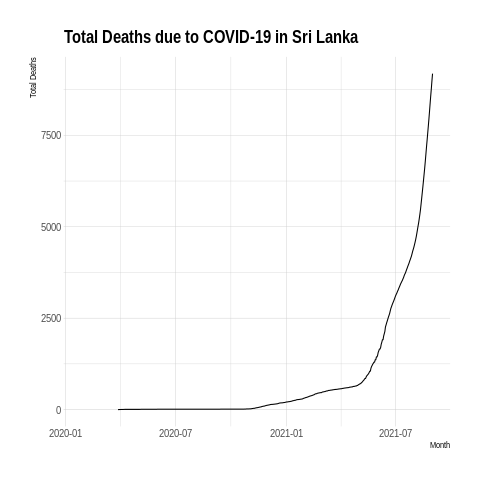 Total Deaths due to COVID-19 in Sri Lanka
Total Deaths
7500
5000
2500
0
2020-01 2020-07 2021-01 2021-07
Month